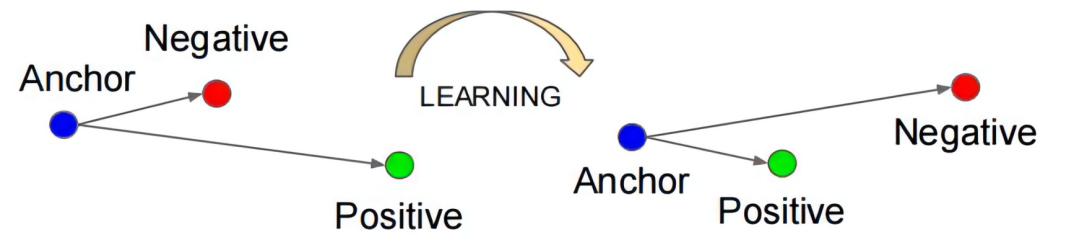 Negative
Anchor
Positive
LEARNING
Anchor
Positive
Negative